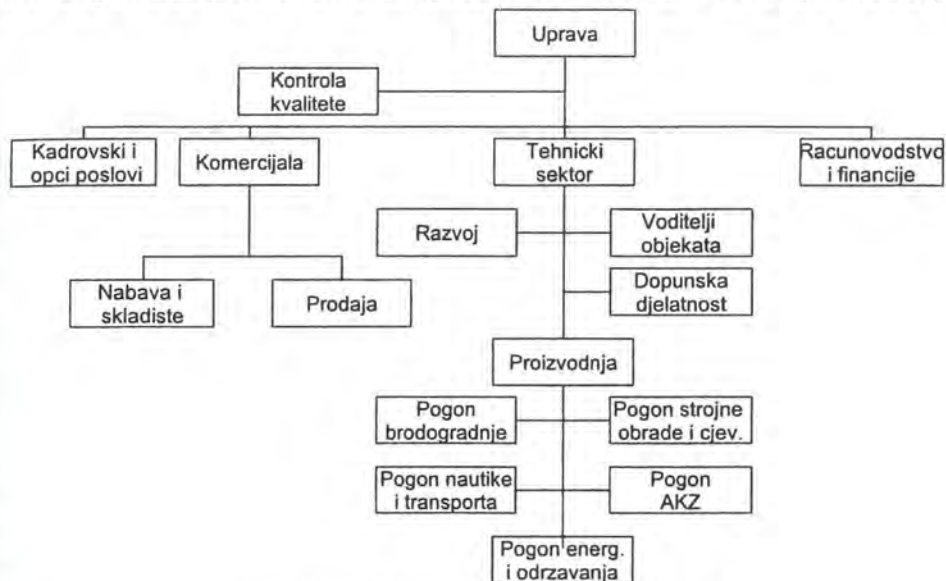 Uprava
Kontrola
kvalitete
Kadrovski i
opci poslovi
Komercijala
Tehnicki
sektor
Racunovodstvo
i financije
Razvoj
Voditelji
objekata
Nabava i
skladiste
Prodaja
Dopunska
djelatnost
Proizvodnja
Pogon
brodogradnje
Pogon strojne
obrade i cjev.
Pogon nautike
i transporta
Pogon
AKZ
Pogon energ.
i odrzavanja